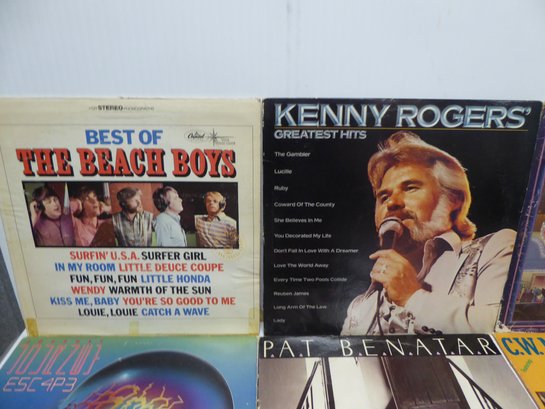 STEREO
Capitol
BEST OF
THE BEACH BOYS
SURFIN' U.S.A. SURFER GIRL
IN MY ROOM LITTLE DEUCE COUPE
FUN, FUN, FUN LITTLE HONDA
WENDY WARMTH OF THE SUN
KISS ME, BABY YOU'RE SO GOOD TO ME
LOUIE, LOUIE CATCH A WAVE
KENNY ROGERS'
GREATEST HITS
The Gambler
Lucille
Ruby
Coward Of The County
She Believes In Me
You Decorated My Life
Don't Fall In Love With A Dreamer
Love The World Away
Every Time Two Fools Collide
Reuben James
Long Arm Of The Law
Lady
ESC4P3
P.A.T B.E.N.A.T.A.R
C.W.